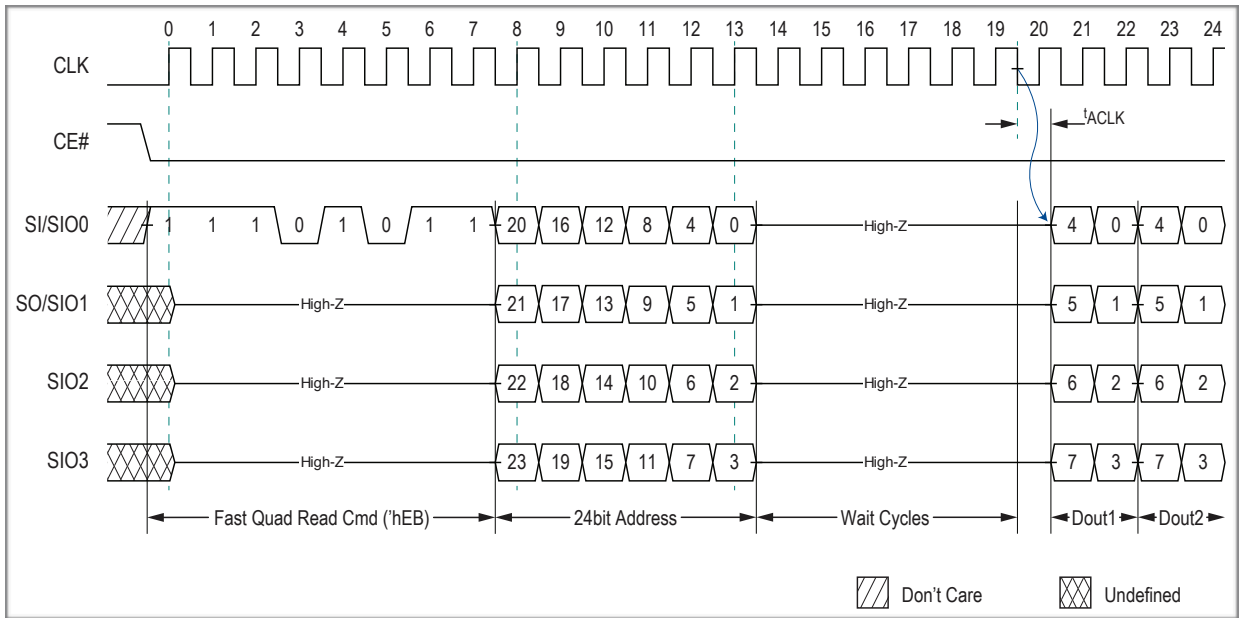 0 1 2 3 4 5 6 7 8 9 10 11 12 13 14 15 16 17 18 19 20 21 22 23 24
CLK
tACLK
CE#
SI/SIO0 1 1 1 0 1 0 1 1 20 16 12 8 4 0 High-Z 4 0 4 0
SO/SIO1 High-Z 21 17 13 9 5 1 High-Z 5 1 5 1
SIO2 High-Z 22 18 14 10 6 2 High-Z 6 2 6 2
SIO3 High-Z 23 19 15 11 7 3 High-Z 7 3 7 3
Fast Quad Read Cmd ('hEB) 24bit Address Wait Cycles Dout1 Dout2
Don't Care Undefined